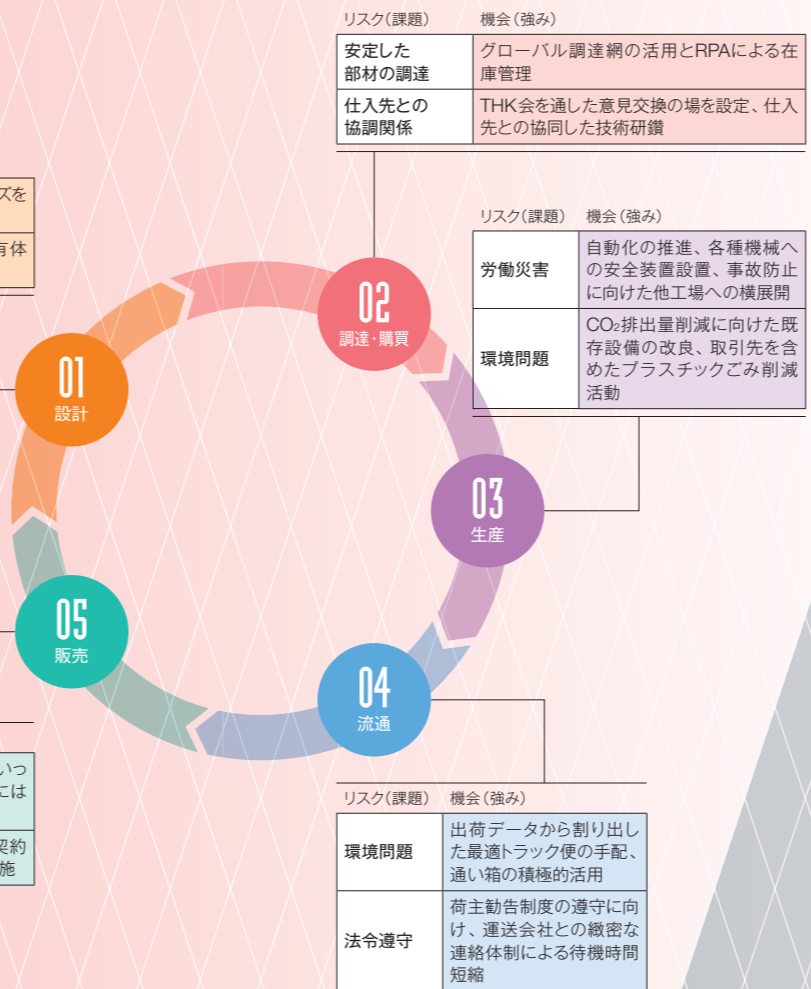 リスク(課題) 機会(強み)
安定した
部材の調達
グローバル調達網の活用とRPAによる在
庫管理
仕入先との
協調関係
THK会を通した意見交換の場を設定、仕入
先との協同した技術研鑽
ズを
有体
リスク(課題) 機会(強み)
労働災害
自動化の推進、各種機械へ
の安全装置設置、事故防止
に向けた他工場への横展開
環境問題
CO₂排出量削減に向けた既
存設備の改良、取引先を含
めたプラスチックごみ削減
活動
01
設計
02
調達・購買
03
生産
04
流通
05
販売
いっ
には
契約
施
リスク(課題) 機会(強み)
環境問題
出荷データから割り出し
た最適トラック便の手配、
通い箱の積極的活用
法令遵守
荷主勧告制度の遵守に向
け、運送会社との緻密な
連絡体制による待機時間
短縮